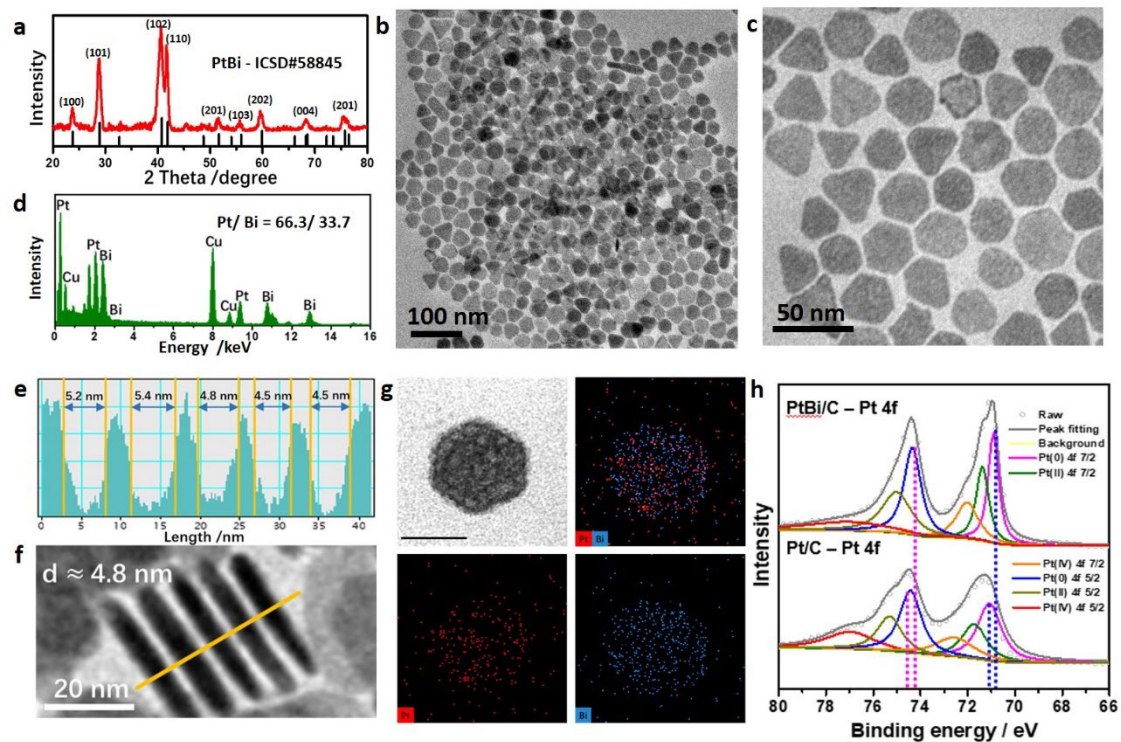 a
(100)
(101)
(102)
(110)
PtBi - ICSD#58845
(201)
(103)
(202)
(004)
(201)
Intensity
20 30 40 50 60 70 80
2 Theta /degree
b
100 nm
c
50 nm
d
Pt/ Bi = 66.3/ 33.7
Pt
Cu
Pt
Bi
Bi
Cu
Cu
Pt
Bi
Bi
Intensity
0 2 4 6 8 10 12 14 16
Energy /keV
e
5.2 nm
5.4 nm
4.8 nm
4.5 nm
4.5 nm
0 5 10 15 20 25 30 35 40
Length /nm
f
d ≈ 4.8 nm
20 nm
g
Pt Bi
Pt
Bi
h
PtBi/C – Pt 4f
Raw
Peak fitting
Background
Pt(0) 4f 7/2
Pt(II) 4f 7/2
Pt/C – Pt 4f
Pt(IV) 4f 7/2
Pt(0) 4f 5/2
Pt(II) 4f 5/2
Pt(IV) 4f 5/2
Intensity
80 78 76 74 72 70 68 66
Binding energy / eV